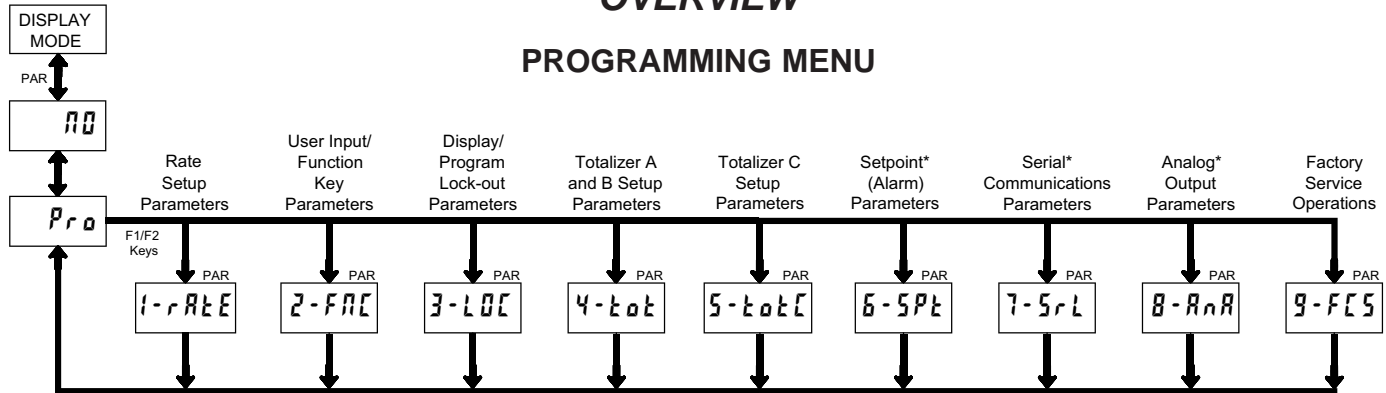 OVERVIEW
PROGRAMMING MENU
DISPLAY
MODE
PAR
NO
Pro
F1/F2
Keys
Rate
Setup
Parameters
User Input/
Function
Key
Parameters
Display/
Program
Lock-out
Parameters
Totalizer A
and B Setup
Parameters
Totalizer C
Setup
Parameters
Setpoint*
(Alarm)
Parameters
Serial*
Communications
Parameters
Analog*
Output
Parameters
Factory
Service
Operations
PAR
PAR
PAR
PAR
PAR
PAR
PAR
PAR
PAR
1-rAtE
2-FNC
3-LOC
4-tot
5-totC
6-SPt
7-SrL
8-AnA
9-FCS